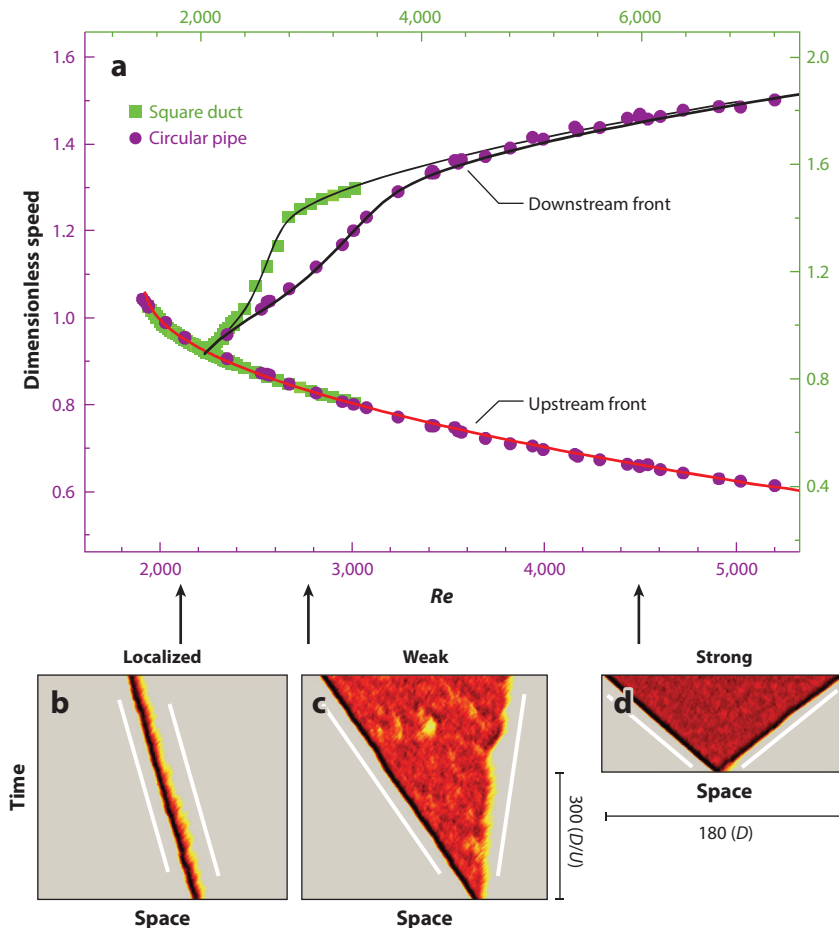 2,000 4,000 6,000
a
1.6
1.4
1.2
1.0
0.8
0.6
Dimensionless speed
Square duct
Circular pipe
Downstream front
Upstream front
2.0
1.6
1.2
0.8
0.4
2,000 3,000 4,000 5,000
Re
Localized Weak Strong
b c d
Time
Space
180 (D)
300 (D/U)
Space Space